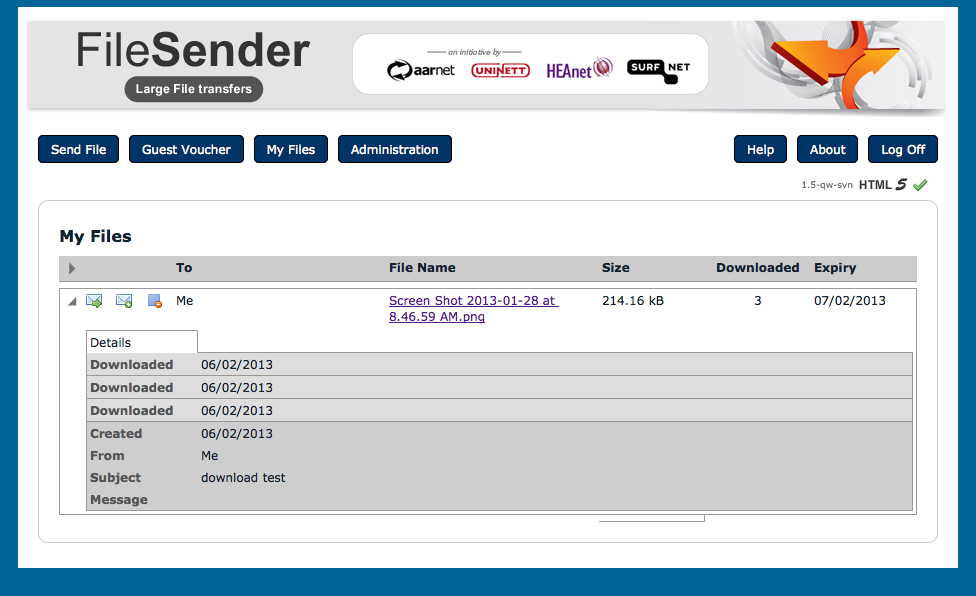 FileSender
Large File transfers
an initiative by
aarnet
UNINETT
HEAnet
SURF NET
Send File
Guest Voucher
My Files
Administration
Help
About
Log Off
1.5-qw-svn HTML 5
My Files
To File Name Size Downloaded Expiry
Me Screen Shot 2013-01-28 at 214.16 kB 3 07/02/2013
8.46.59 AM.png
Details
Downloaded 06/02/2013
Downloaded 06/02/2013
Downloaded 06/02/2013
Created 06/02/2013
From Me
Subject download test
Message